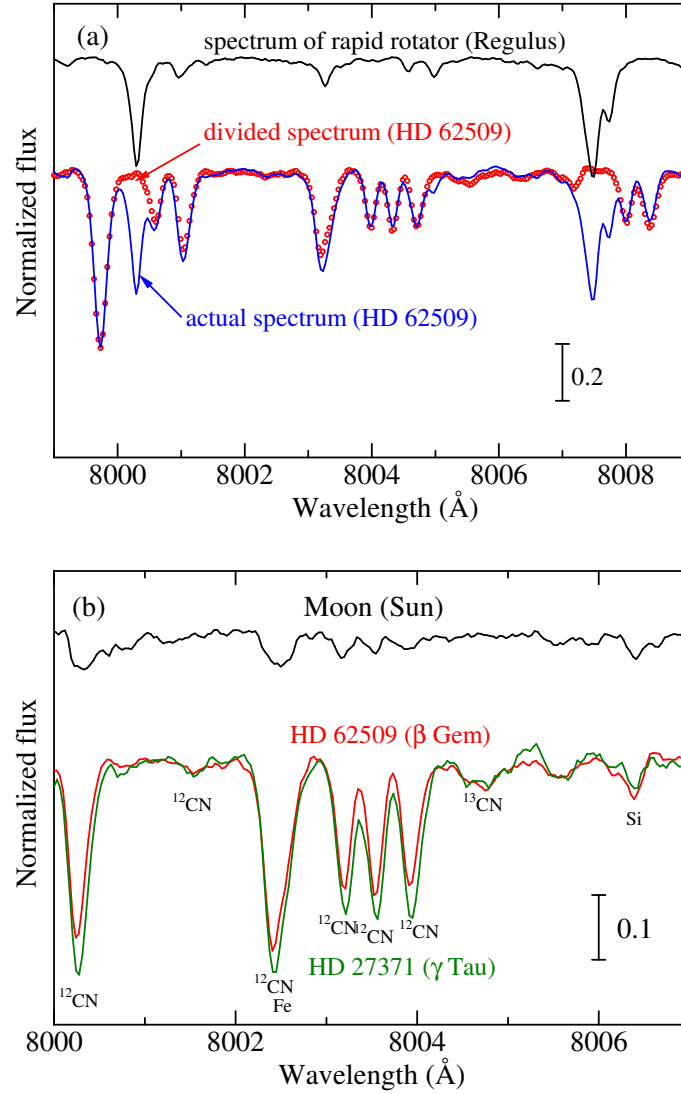 (a)
spectrum of rapid rotator (Regulus)
divided spectrum (HD 62509)
actual spectrum (HD 62509)
0.2
Normalized flux
8000 8002 8004 8006 8008
Wavelength (Å)
(b) Moon (Sun)
HD 62509 (β Gem)
¹²CN
¹³CN
Si
¹²CN
¹²CN
¹²CN
0.1
HD 27371 (γ Tau)
¹²CN
Fe
¹²CN
Normalized flux
8000 8002 8004 8006
Wavelength (Å)